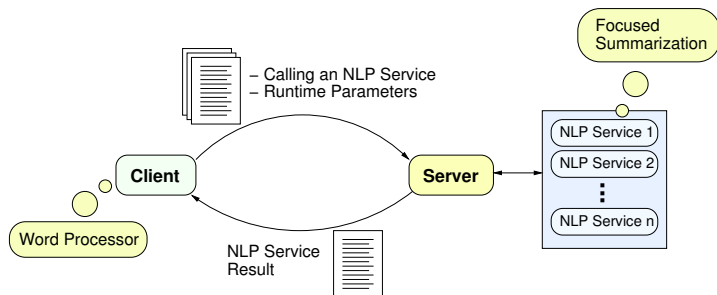 Focused
Summarization
– Calling an NLP Service
– Runtime Parameters
NLP Service 1
NLP Service 2
NLP Service n
Client
Server
Word Processor
NLP Service
Result